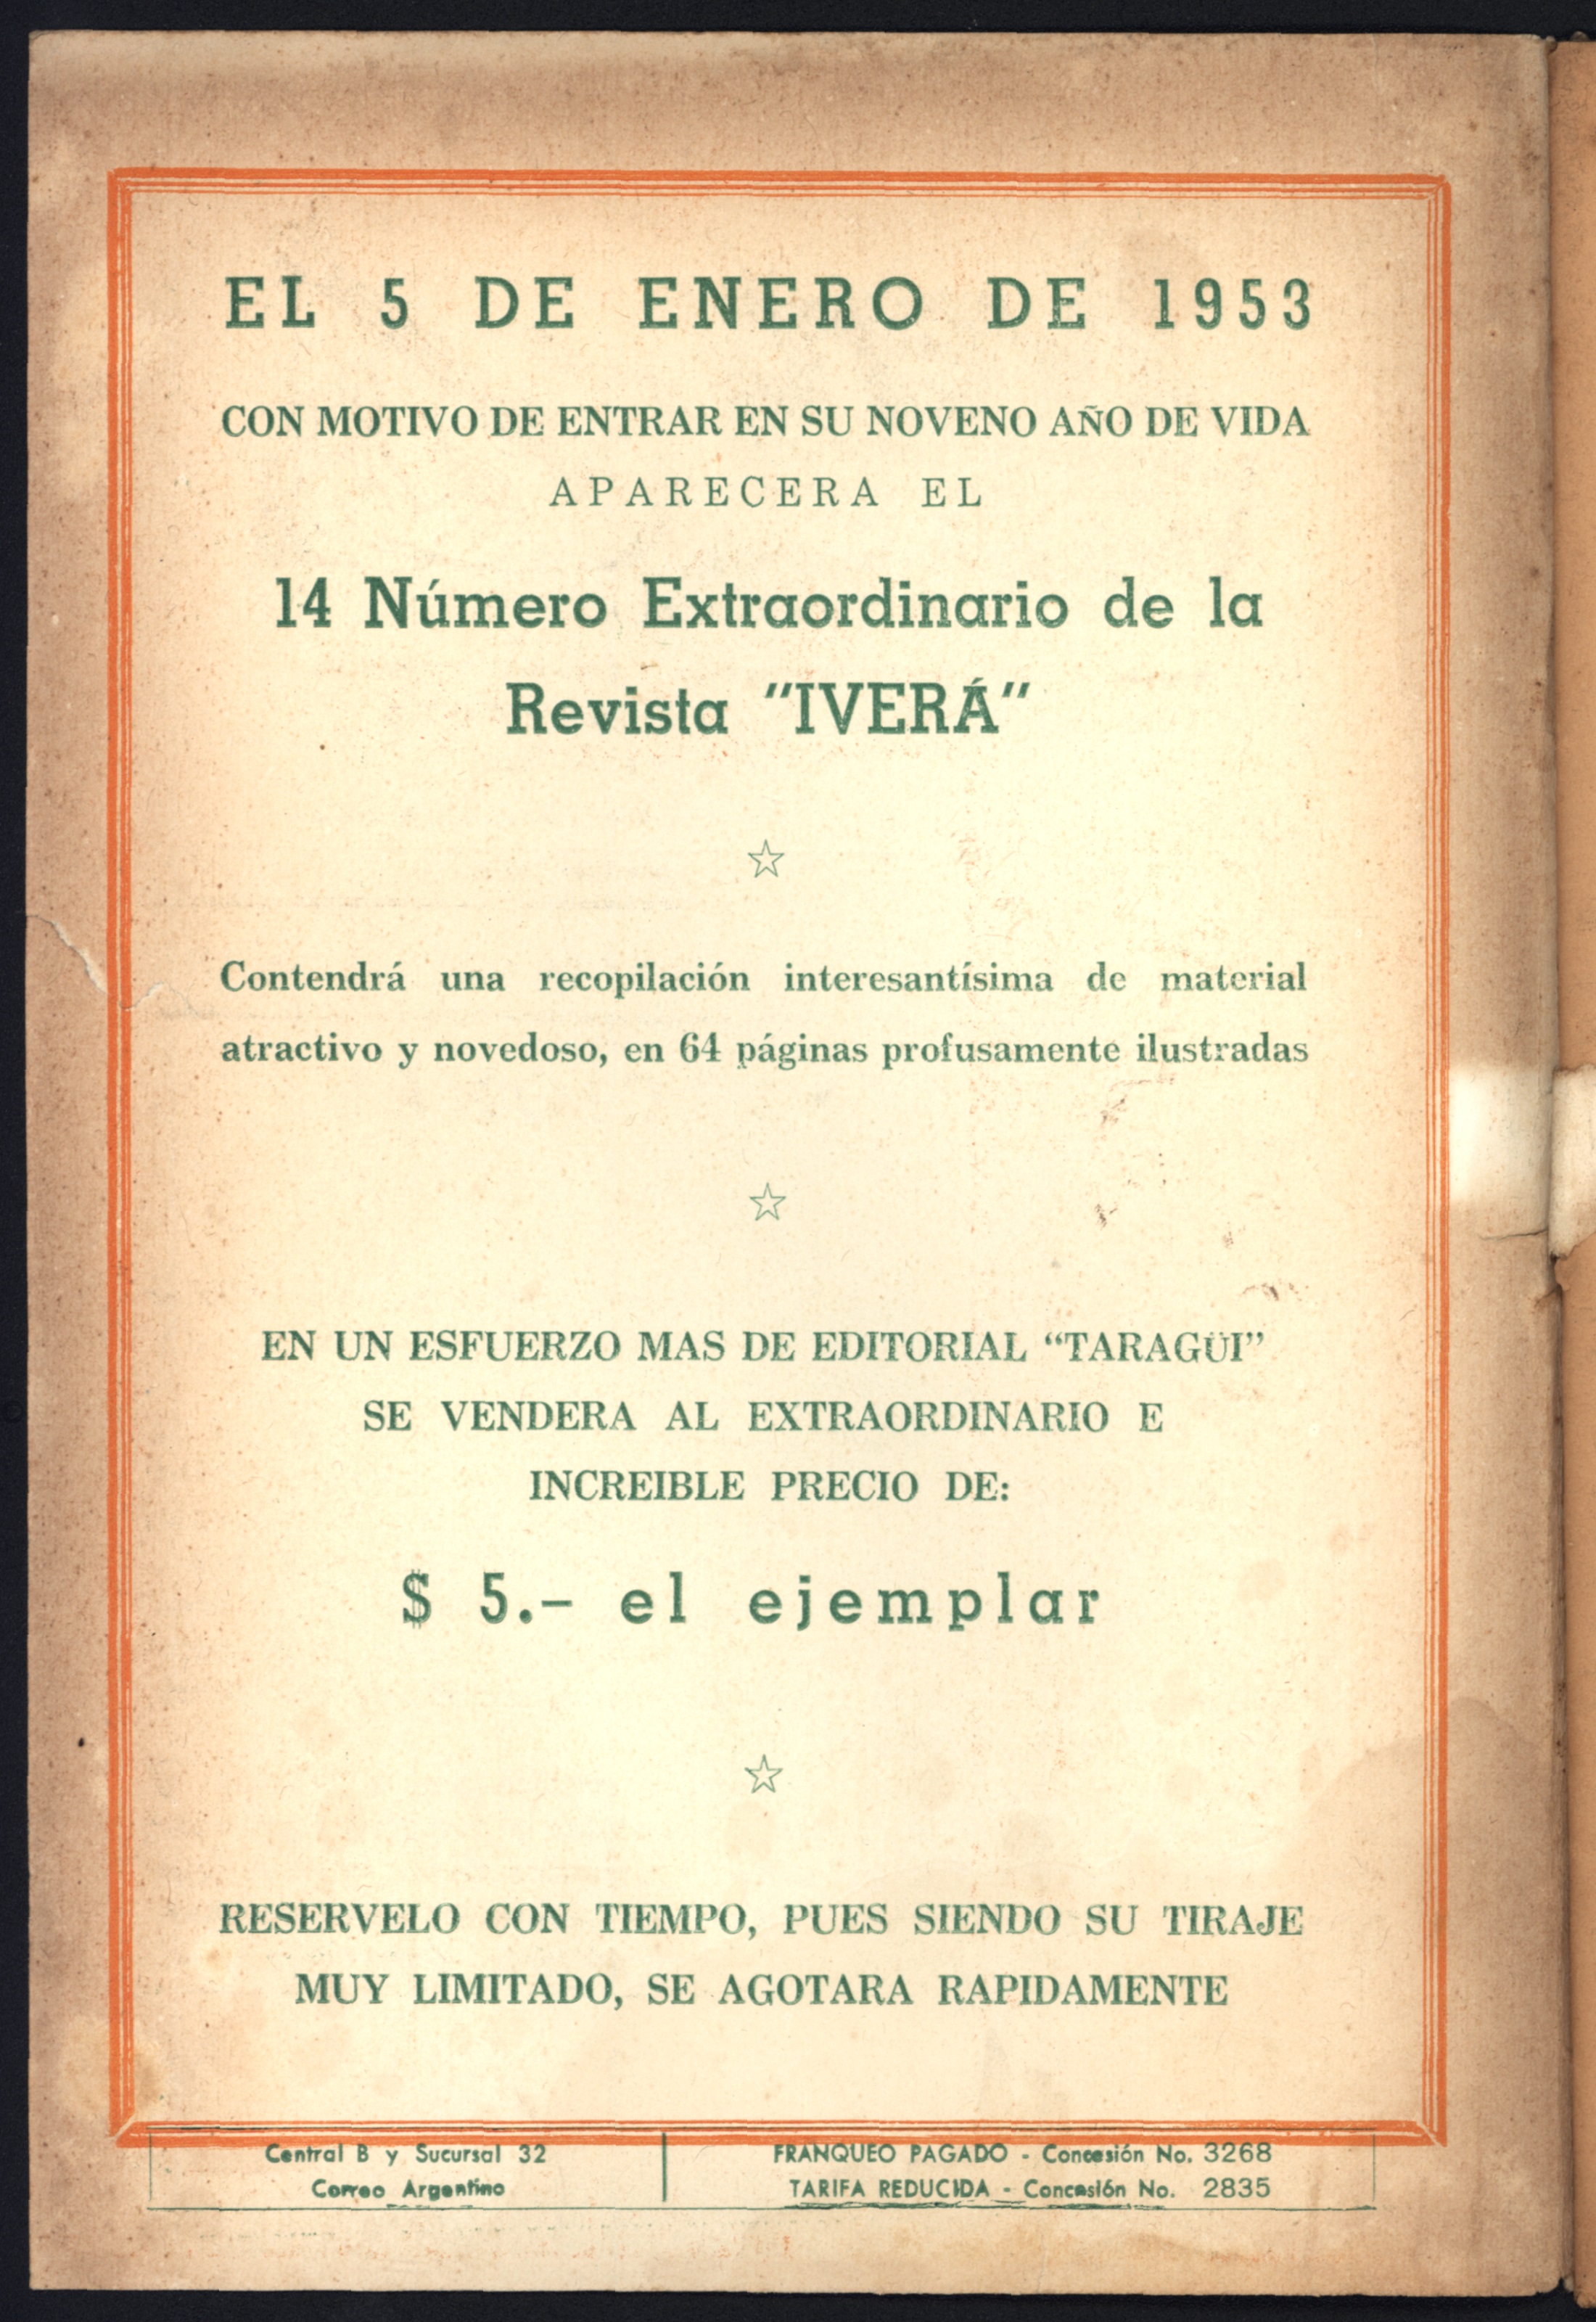 EL 5 DE ENERO DE 1953
CON MOTIVO DE ENTRAR EN SU NOVENO AÑO DE VIDA
APARECERA EL
14 Número Extraordinario de la
Revista "IVERÁ"
Contendrá una recopilación interesantísima de material
atractivo y novedoso, en 64 páginas profusamente ilustradas
EN UN ESFUERZO MAS DE EDITORIAL “TARAGÜI”
SE VENDERA AL EXTRAORDINARIO E
INCREIBLE PRECIO DE:
$ 5.- el ejemplar
RESERVELO CON TIEMPO, PUES SIENDO SU TIRAJE
MUY LIMITADO, SE AGOTARA RAPIDAMENTE
Central B y Sucursal 32
Correo Argentino
FRANQUEO PAGADO - Concesión No. 3268
TARIFA REDUCIDA - Concesión No. 2835